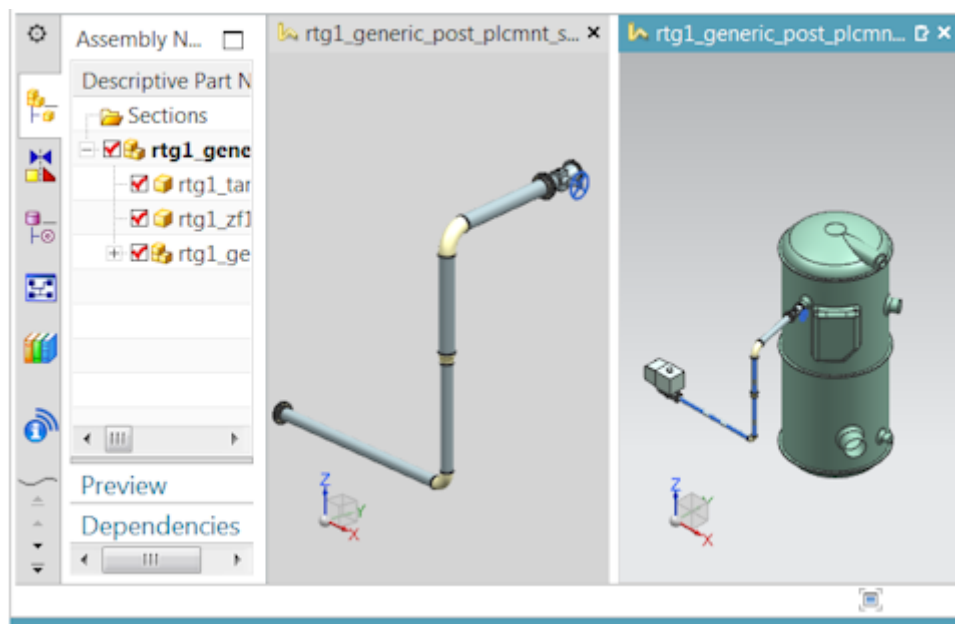 Assembly N...
rtg1_generic_post_plcmnt_s...
rtg1_generic_post_plcmn...
Descriptive Part N
Sections
rtg1_gene
rtg1_tar
rtg1_zf1
rtg1_ge
Preview
Dependencies
Z
Y
X
Z
Y
X